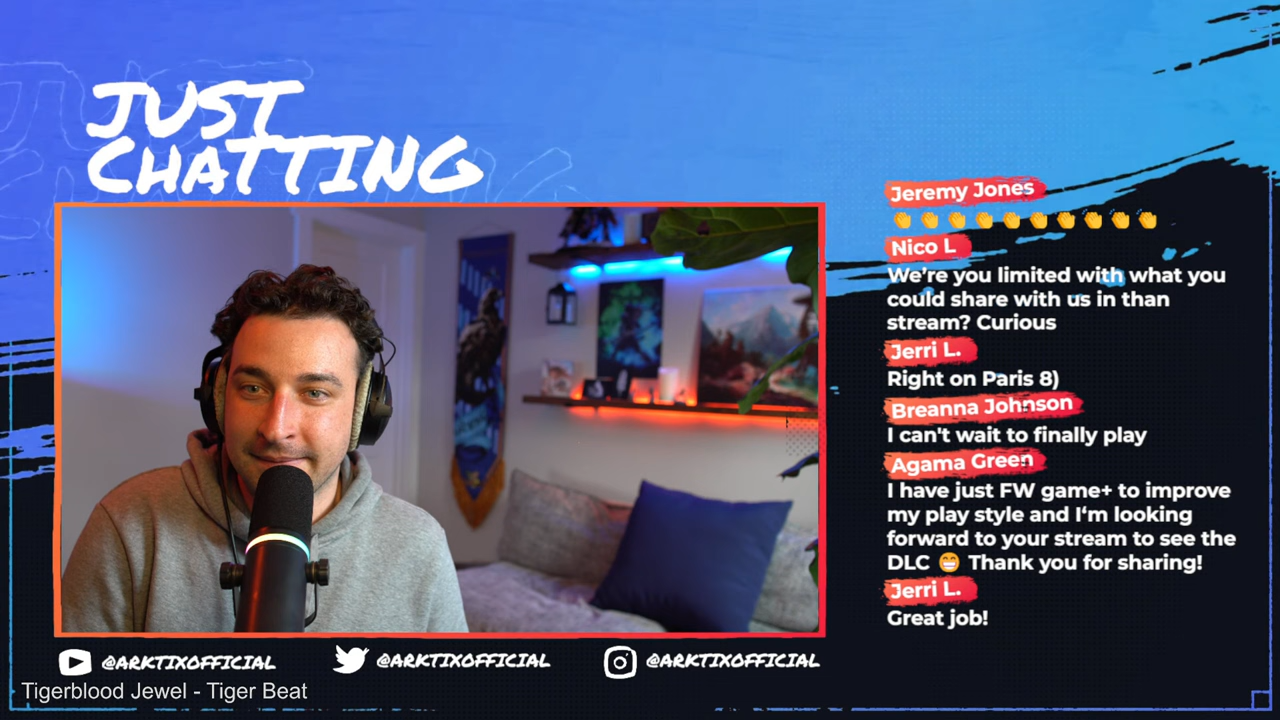 JUST
CHATTING
Jeremy Jones
👏👏👏👏👏👏👏👏👏👏
Nico L
We're you limited with what you
could share with us in than
stream? Curious
Jerri L.
Right on Paris 8)
Breanna Johnson
I can't wait to finally play
Agama Green
I have just FW game+ to improve
my play style and I‘m looking
forward to your stream to see the
DLC 😁 Thank you for sharing!
Jerri L.
Great job!
@ARKTIXOFFICIAL @ARKTIXOFFICIAL @ARKTIXOFFICIAL
Tigerblood Jewel - Tiger Beat